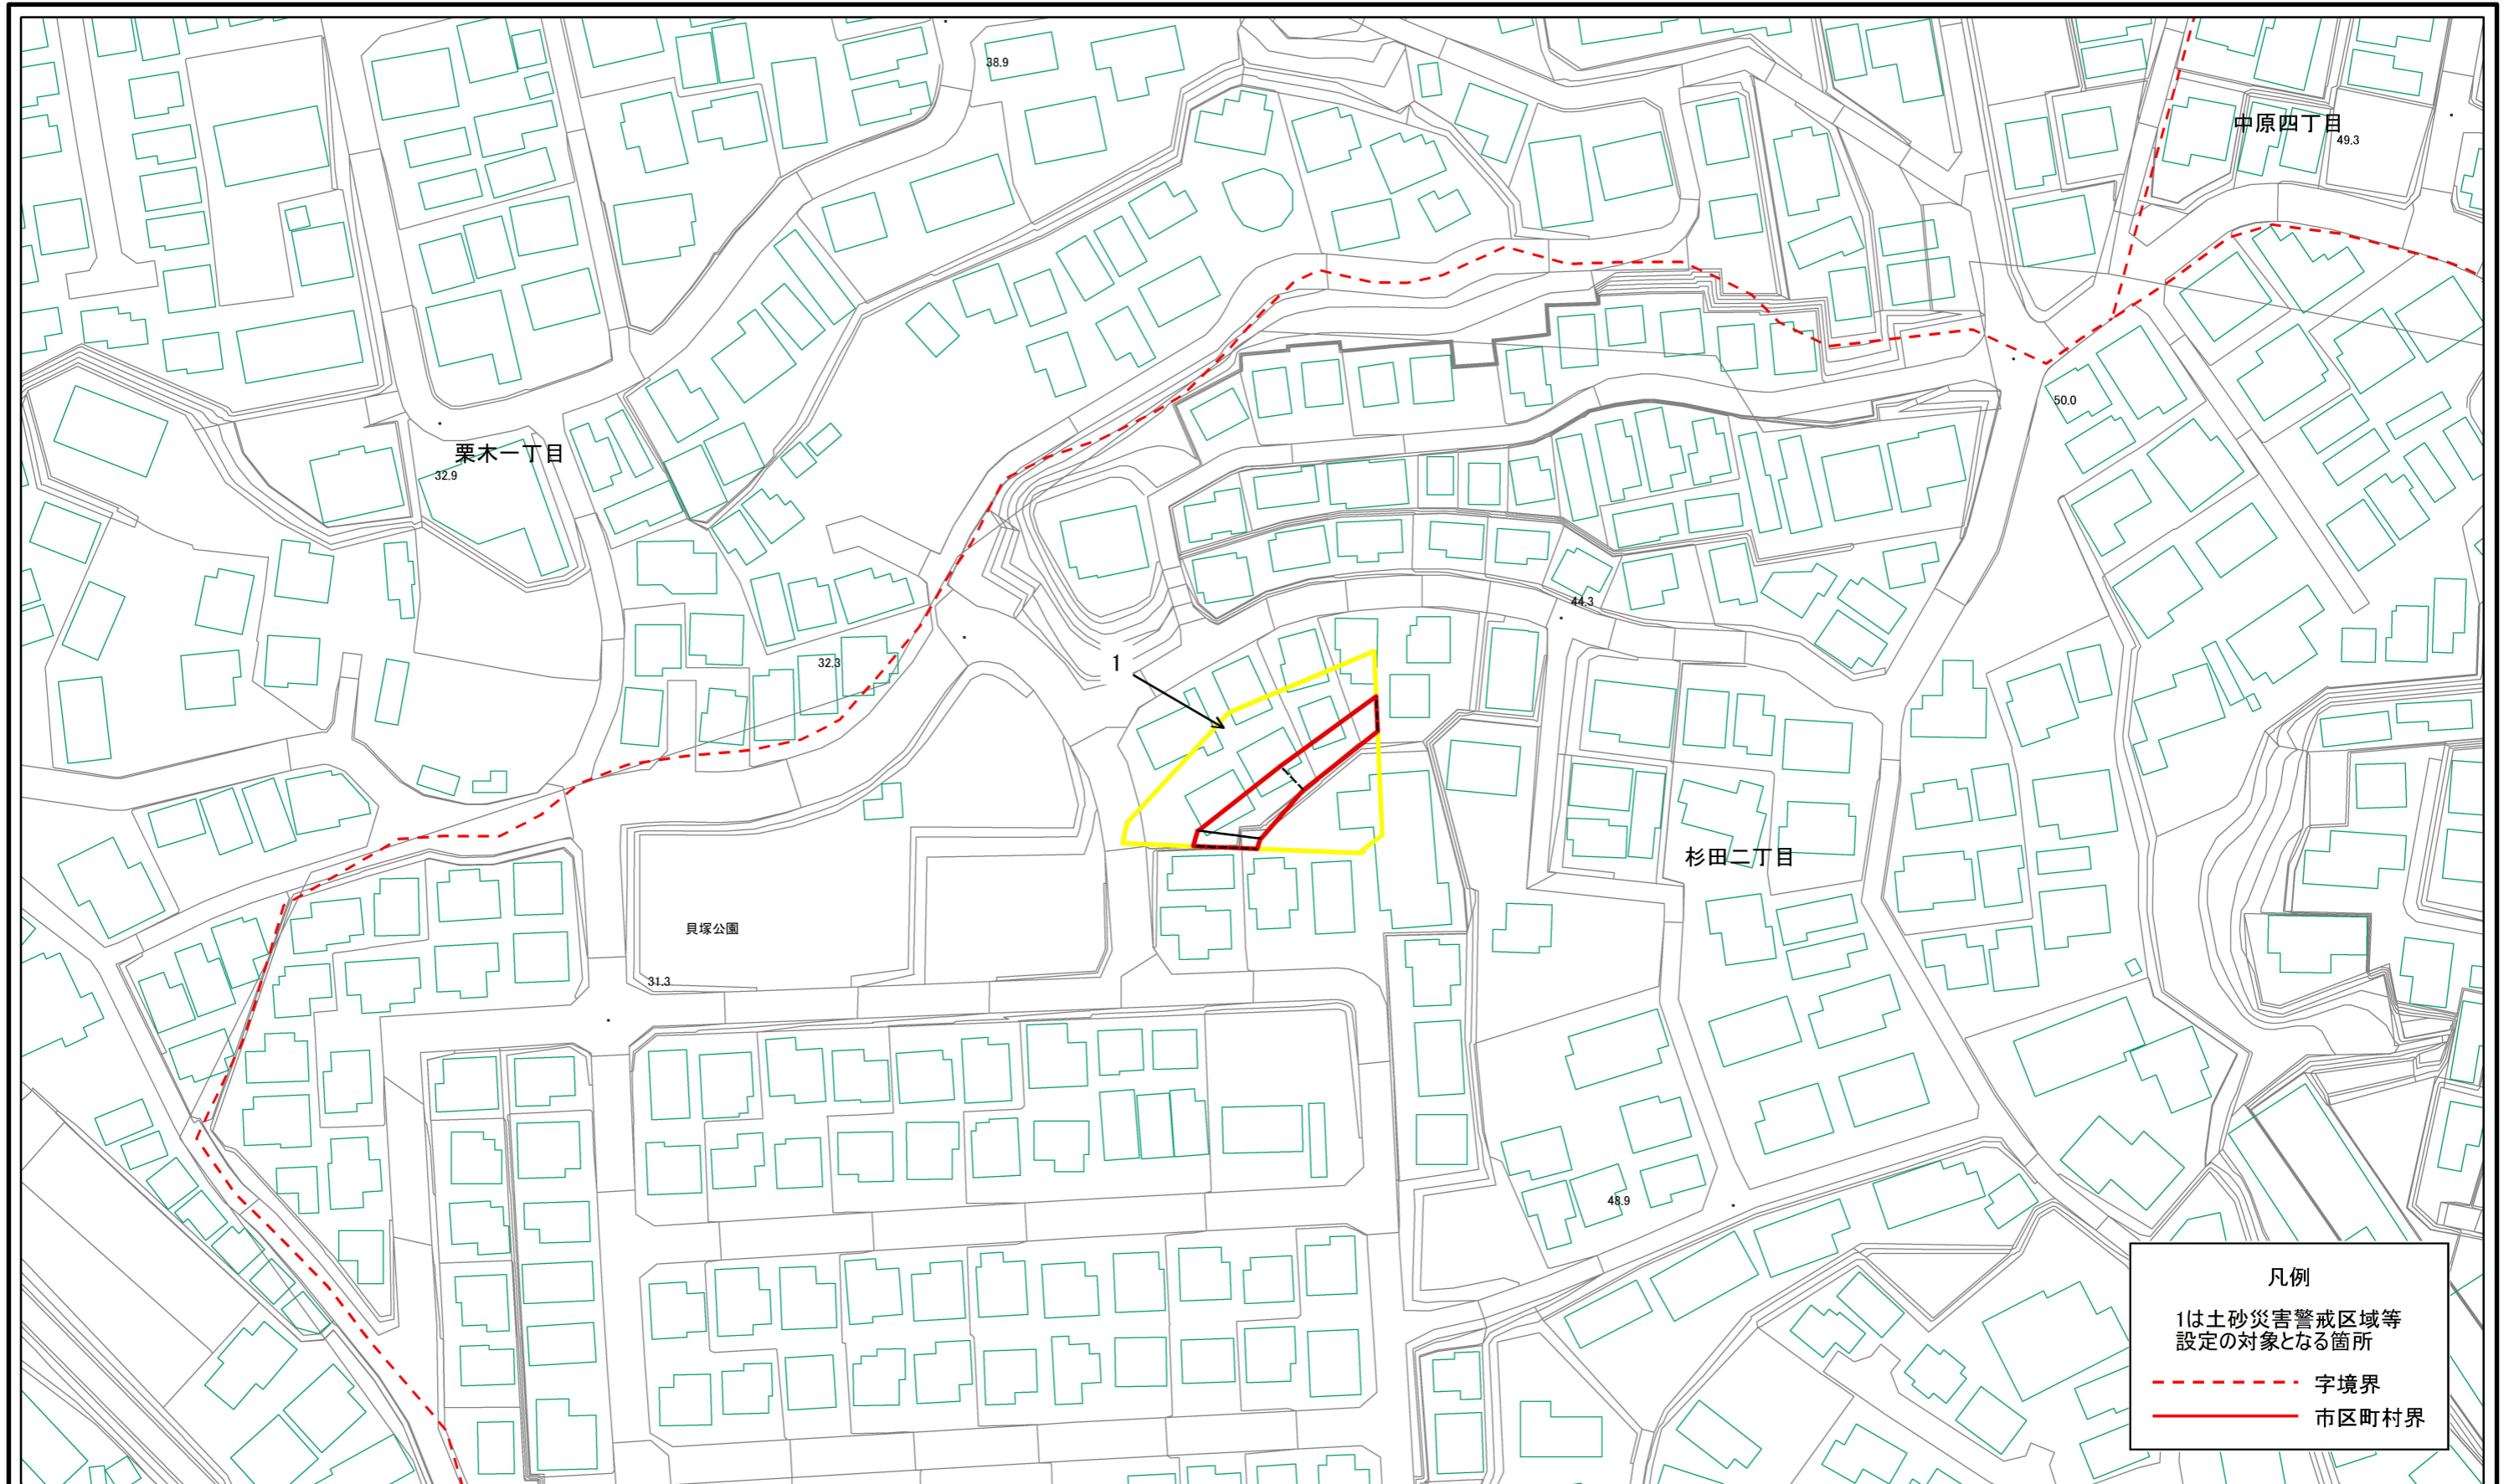 38.9
中原四丁目
49.3
50.0
栗木一丁目
32.9
44.3
1
32.3
杉田二丁目
貝塚公園
31.3
48.9
凡例
1は土砂災害警戒区域等
設定の対象となる箇所
字境界
市区町村界